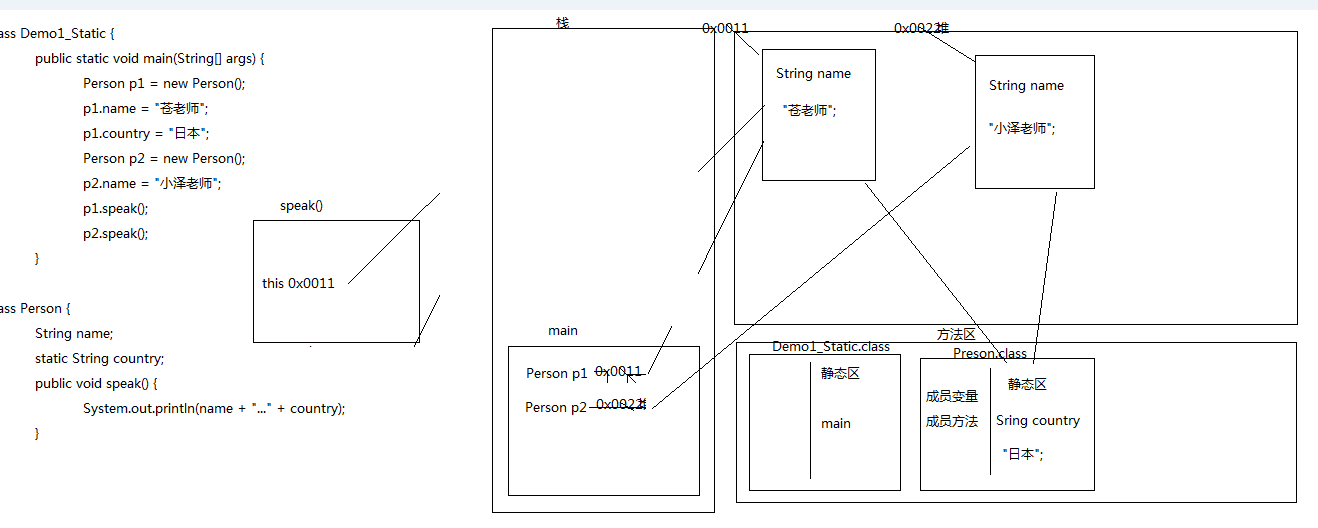 ass Demo1_Static {
public static void main(String[] args) {
Person p1 = new Person();
p1.name = "苍老师";
p1.country = "日本";
Person p2 = new Person();
p2.name = "小泽老师";
p1.speak();
p2.speak();
}
ass Person {
String name;
static String country;
public void speak() {
System.out.println(name + "..." + country);
}
speak()
this 0x0011
栈
main
Person p1 0x0011
Person p2 0x0022
0x0011
0x0022堆
String name
"苍老师";
String name
"小泽老师";
方法区
Demo1_Static.class
静态区
main
Preson.class
成员变量
成员方法
静态区
Sring country
"日本";